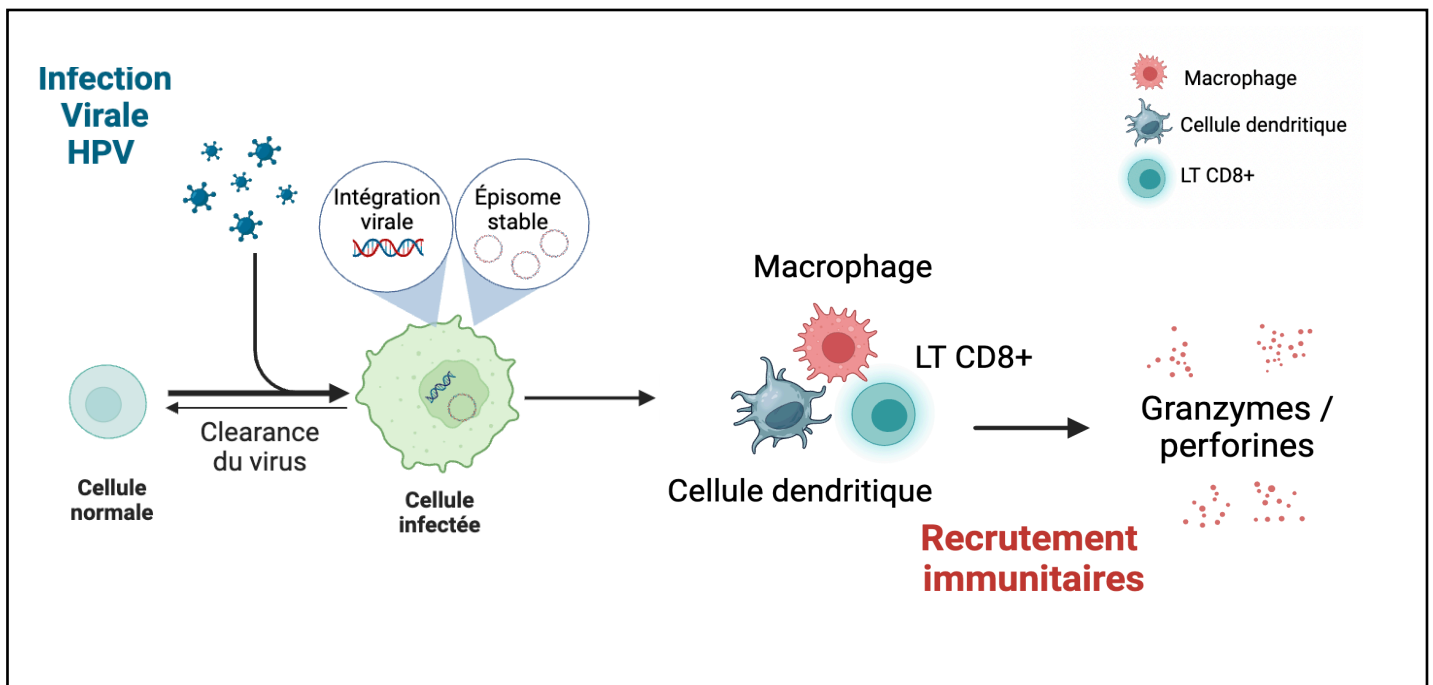 Infection
Virale
HPV
Macrophage
Cellule dendritique
LT CD8+
Intégration
virale
Épisome
stable
Macrophage
LT CD8+
Cellule dendritique
Granzymes /
perforines
Clearance
du virus
Cellule
normale
Cellule
infectée
Recrutement
immunitaires